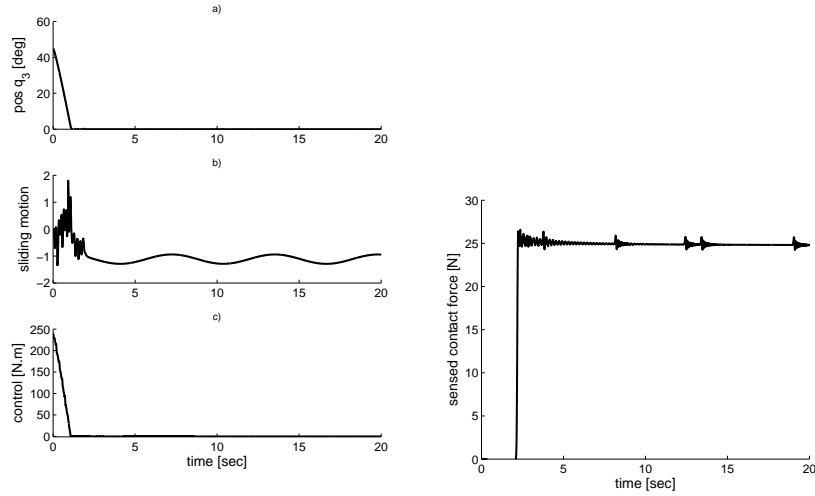 a)
60
40
20
0
pos q_3 [deg]
0 5 10 15 20
b)
2
1
0
−1
−2
sliding motion
0 5 10 15 20
c)
250
200
150
100
50
0
control [N.m]
0 5 10 15 20
time [sec]
30
25
20
15
10
5
0
sensed contact force [N]
0 5 10 15 20
time [sec]